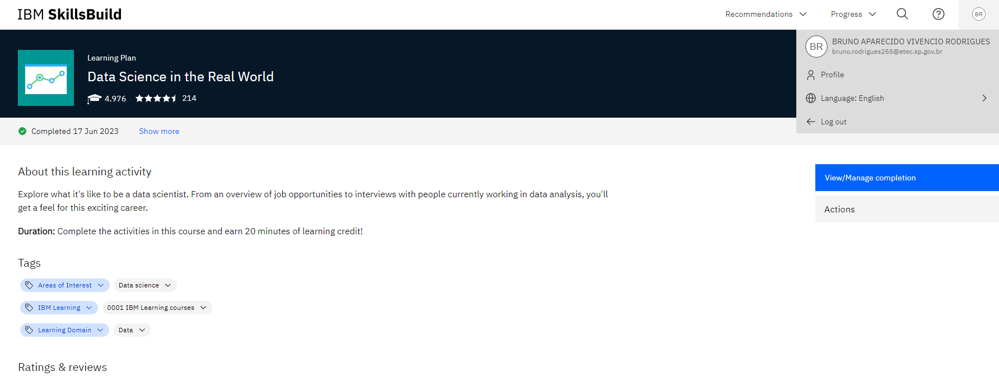 IBM SkillsBuild
Recommendations
Progress
BR
BR
BRUNO APARECIDO VIVENCIO RODRIGUES
bruno.rodrigues255@etec.sp.gov.br
Profile
Language: English
Log out
Learning Plan
Data Science in the Real World
4.976
214
Completed 17 Jun 2023
Show more
About this learning activity
Explore what it's like to be a data scientist. From an overview of job opportunities to interviews with people currently working in data analysis, you'll
get a feel for this exciting career.
Duration: Complete the activities in this course and earn 20 minutes of learning credit!
View/Manage completion
Actions
Tags
Areas of Interest
Data science
IBM Learning
0001 IBM Learning courses
Learning Domain
Data
Ratings & reviews